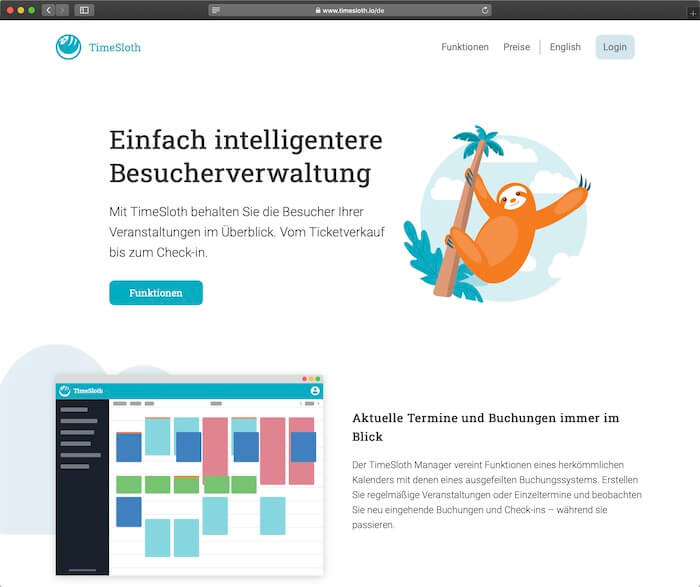 www.timesloth.io/de
TimeSloth
Funktionen
Preise
English
Login
Einfach intelligentere
Besucherverwaltung
Mit TimeSloth behalten Sie die Besucher Ihrer
Veranstaltungen im Überblick. Vom Ticketverkauf
bis zum Check-in.
Funktionen
TimeSloth
Aktuelle Termine und Buchungen immer im
Blick
Der TimeSloth Manager vereint Funktionen eines herkömmlichen
Kalenders mit denen eines ausgefeilten Buchungssystems. Erstellen
Sie regelmäßige Veranstaltungen oder Einzeltermine und beobachten
Sie neu eingehende Buchungen und Check-ins – während sie
passieren.